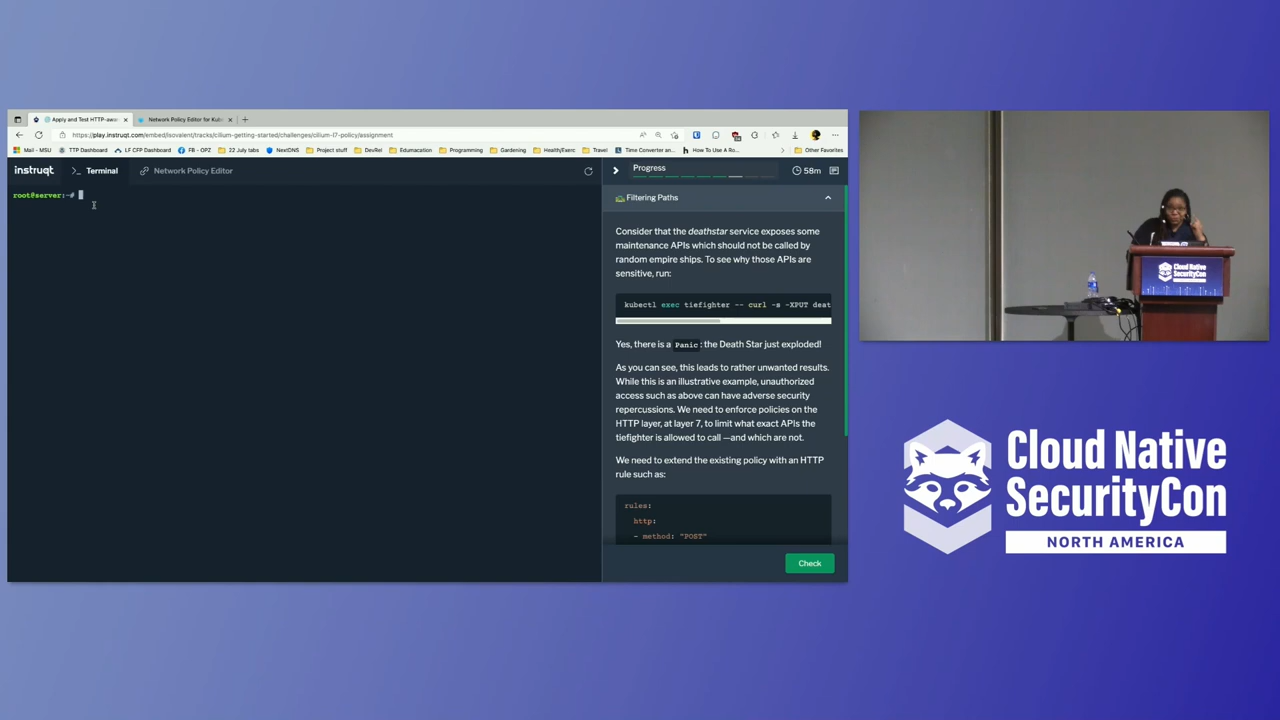 Apply and Test HTTP-awa
Network Policy Editor for Kub
https://play.instruqt.com/embed/isovalent/tracks/cilium-getting-started/challenges/cilium-l7-policy/assignment
Mail - MSU
TTP Dashboard
LF CFP Dashboard
FB - OPZ
22 July tabs
NextDNS
Project stuff
DevRel
Edumacation
Programming
Gardening
Health/Exerc
Travel
Time Converter an
How To Use A Ro...
Other Favorites
instruqt
>_ Terminal
Network Policy Editor
Progress
58m
root@server:~#
Filtering Paths
Consider that the deathstar service exposes some
maintenance APIs which should not be called by
random empire ships. To see why those APIs are
sensitive, run:
kubectl exec tiefighter -- curl -s -XPUT deat
Yes, there is a Panic: the Death Star just exploded!
As you can see, this leads to rather unwanted results.
While this is an illustrative example, unauthorized
access such as above can have adverse security
repercussions. We need to enforce policies on the
HTTP layer, at layer 7, to limit what exact APIs the
tiefighter is allowed to call —and which are not.
We need to extend the existing policy with an HTTP
rule such as:
rules:
http:
- method: "POST"
Check
Cloud Native
SecurityCon
Cloud Native
SecurityCon
NORTH AMERICA